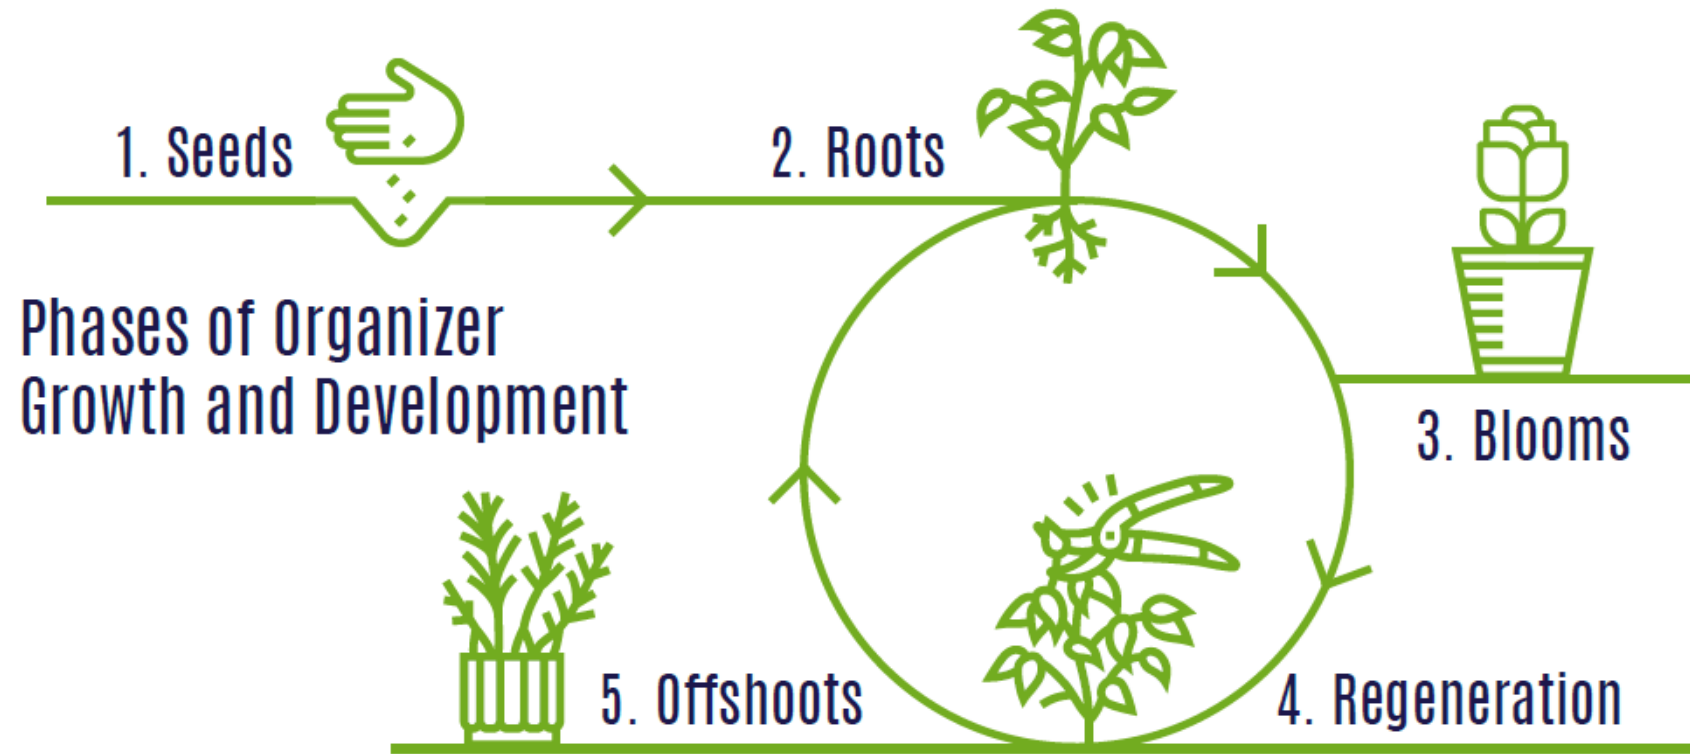 1. Seeds
2. Roots
Phases of Organizer
Growth and Development
3. Blooms
4. Regeneration
5. Offshoots